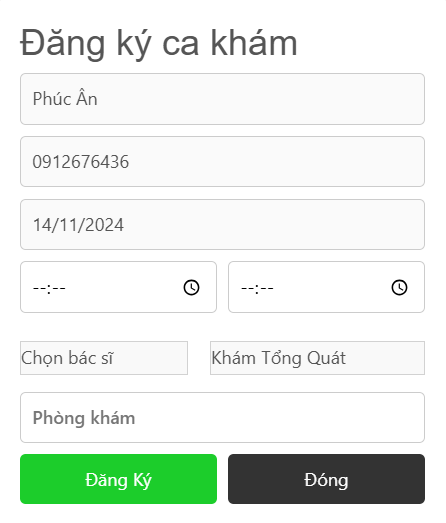 Đăng ký ca khám
Phúc Ân
0912676436
14/11/2024
--:-- --:--
Chọn bác sĩ Khám Tổng Quát
Phòng khám
Đăng Ký Đóng